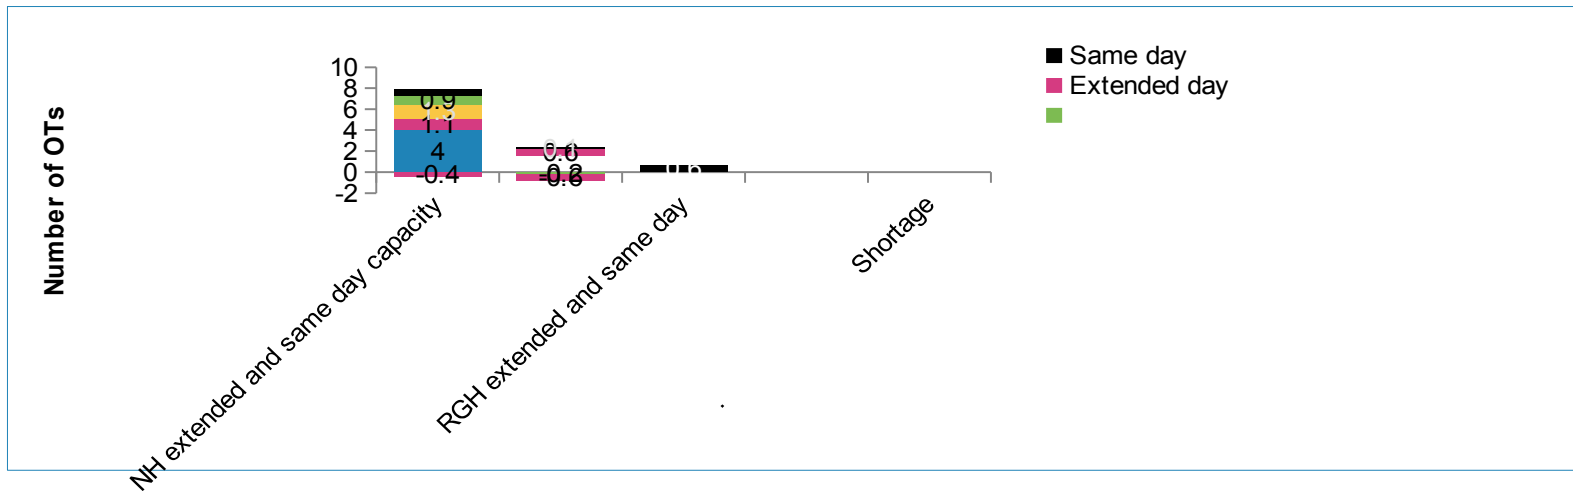 Number of OTs
10
8
6
4
2
0
-2
0.9
1.1
4
-0.4
0.6
NH extended and same day capacity
RGH extended and same day
Shortage
Same day
Extended day